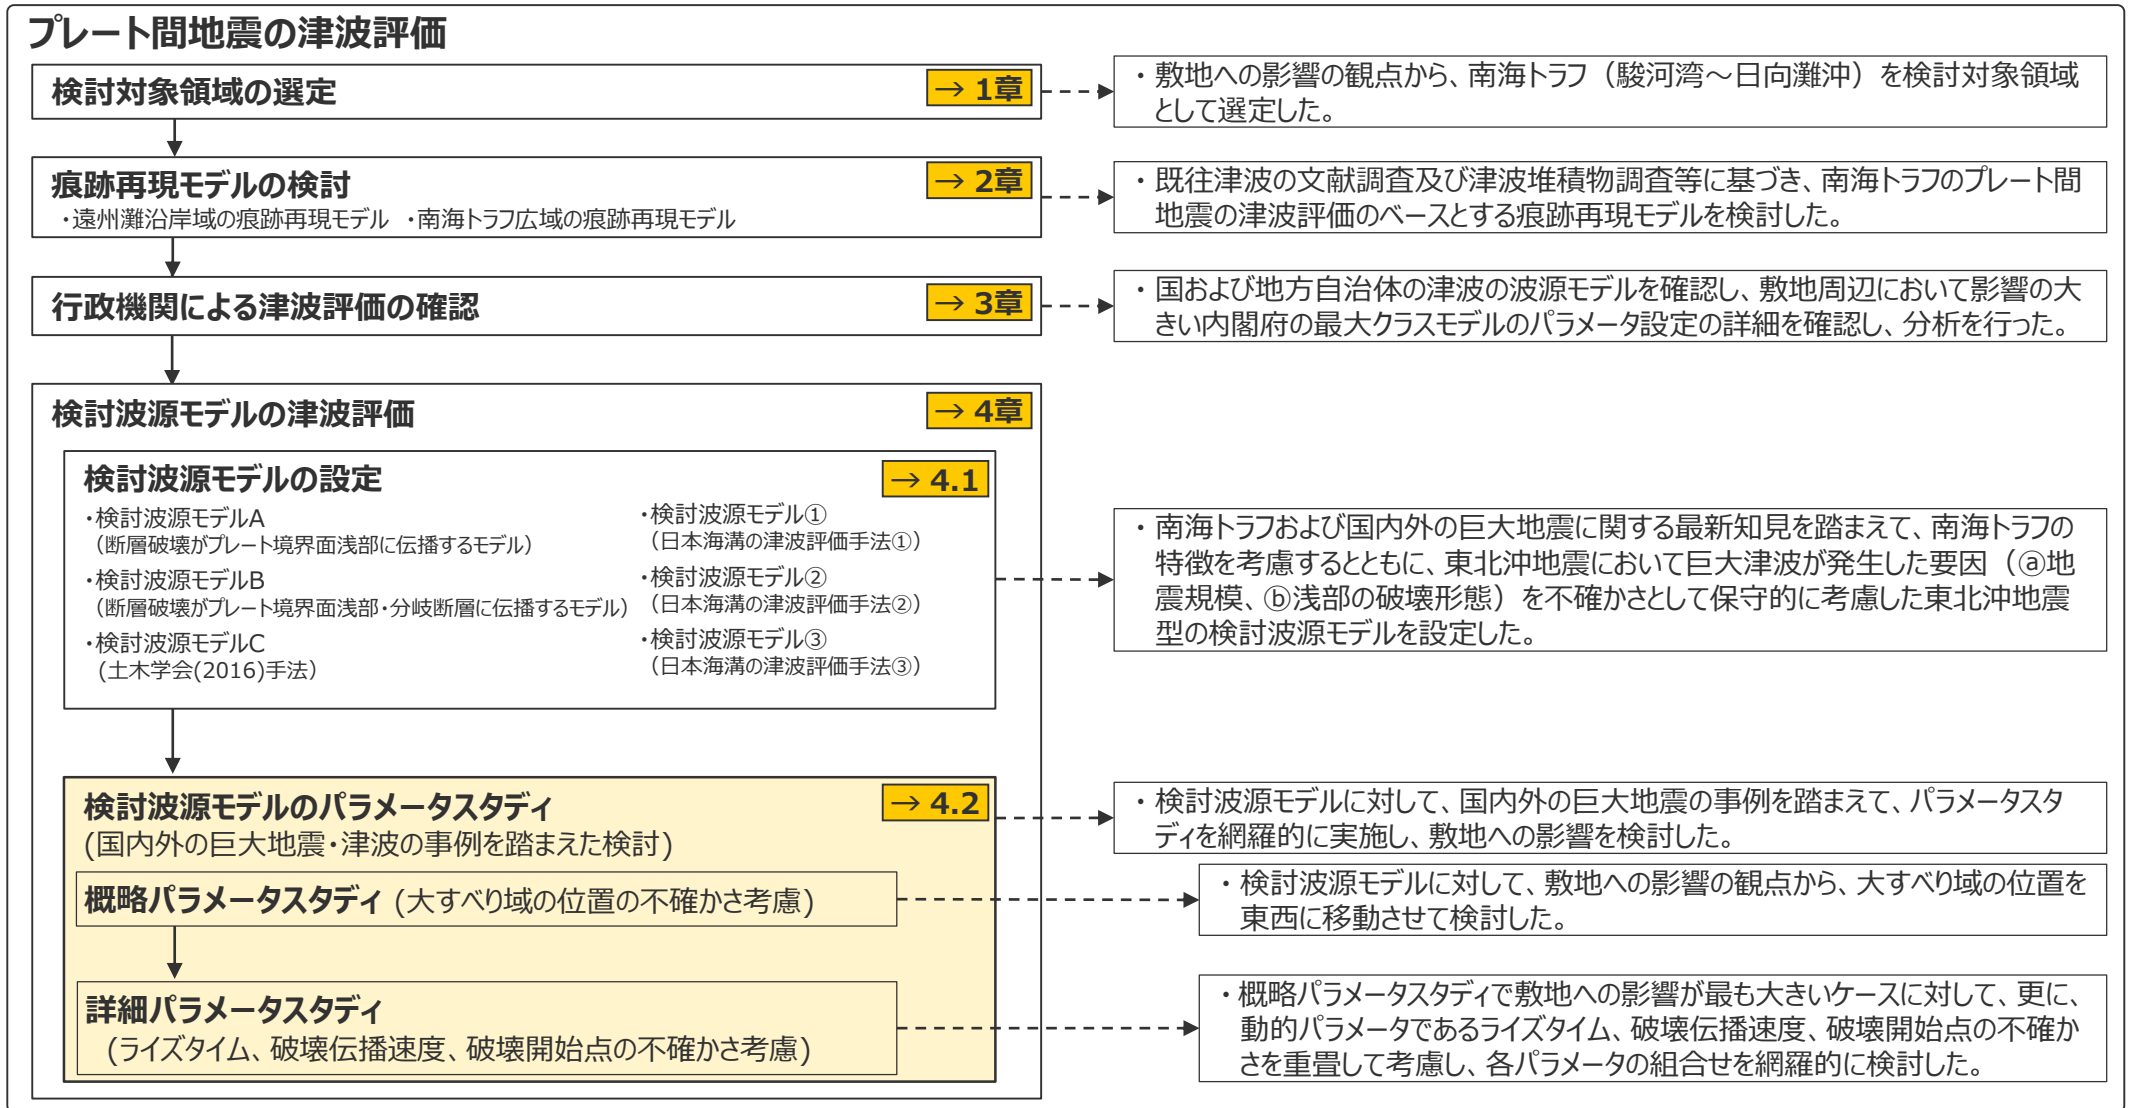 プレート間地震の津波評価
検討対象領域の選定
→ 1章
・敷地への影響の観点から、南海トラフ（駿河湾～日向灘沖）を検討対象領域
として選定した。
痕跡再現モデルの検討
→ 2章
・遠州灘沿岸域の痕跡再現モデル ・南海トラフ広域の痕跡再現モデル
・既往津波の文献調査及び津波堆積物調査等に基づき、南海トラフのプレート間
地震の津波評価のベースとする痕跡再現モデルを検討した。
行政機関による津波評価の確認
→ 3章
・国および地方自治体の津波の波源モデルを確認し、敷地周辺において影響の大
きい内閣府の最大クラスモデルのパラメータ設定の詳細を確認し、分析を行った。
検討波源モデルの津波評価
→ 4章
検討波源モデルの設定
→ 4.1
・検討波源モデルA
（断層破壊がプレート境界面浅部に伝播するモデル）
・検討波源モデルB
（断層破壊がプレート境界面浅部・分岐断層に伝播するモデル）
・検討波源モデルC
(土木学会(2016)手法）
・検討波源モデル①
（日本海溝の津波評価手法①）
・検討波源モデル②
（日本海溝の津波評価手法②）
・検討波源モデル③
（日本海溝の津波評価手法③）
・南海トラフおよび国内外の巨大地震に関する最新知見を踏まえて、南海トラフの
特徴を考慮するとともに、東北沖地震において巨大津波が発生した要因（ⓐ地
震規模、ⓑ浅部の破壊形態）を不確かさとして保守的に考慮した東北沖地震
型の検討波源モデルを設定した。
検討波源モデルのパラメータスタディ
→ 4.2
(国内外の巨大地震・津波の事例を踏まえた検討)
・検討波源モデルに対して、国内外の巨大地震の事例を踏まえて、パラメータスタ
ディを網羅的に実施し、敷地への影響を検討した。
概略パラメータスタディ (大すべり域の位置の不確かさ考慮)
・検討波源モデルに対して、敷地への影響の観点から、大すべり域の位置を
東西に移動させて検討した。
詳細パラメータスタディ
(ライズタイム、破壊伝播速度、破壊開始点の不確かさ考慮)
・概略パラメータスタディで敷地への影響が最も大きいケースに対して、更に、
動的パラメータであるライズタイム、破壊伝播速度、破壊開始点の不確か
さを重畳して考慮し、各パラメータの組合せを網羅的に検討した。